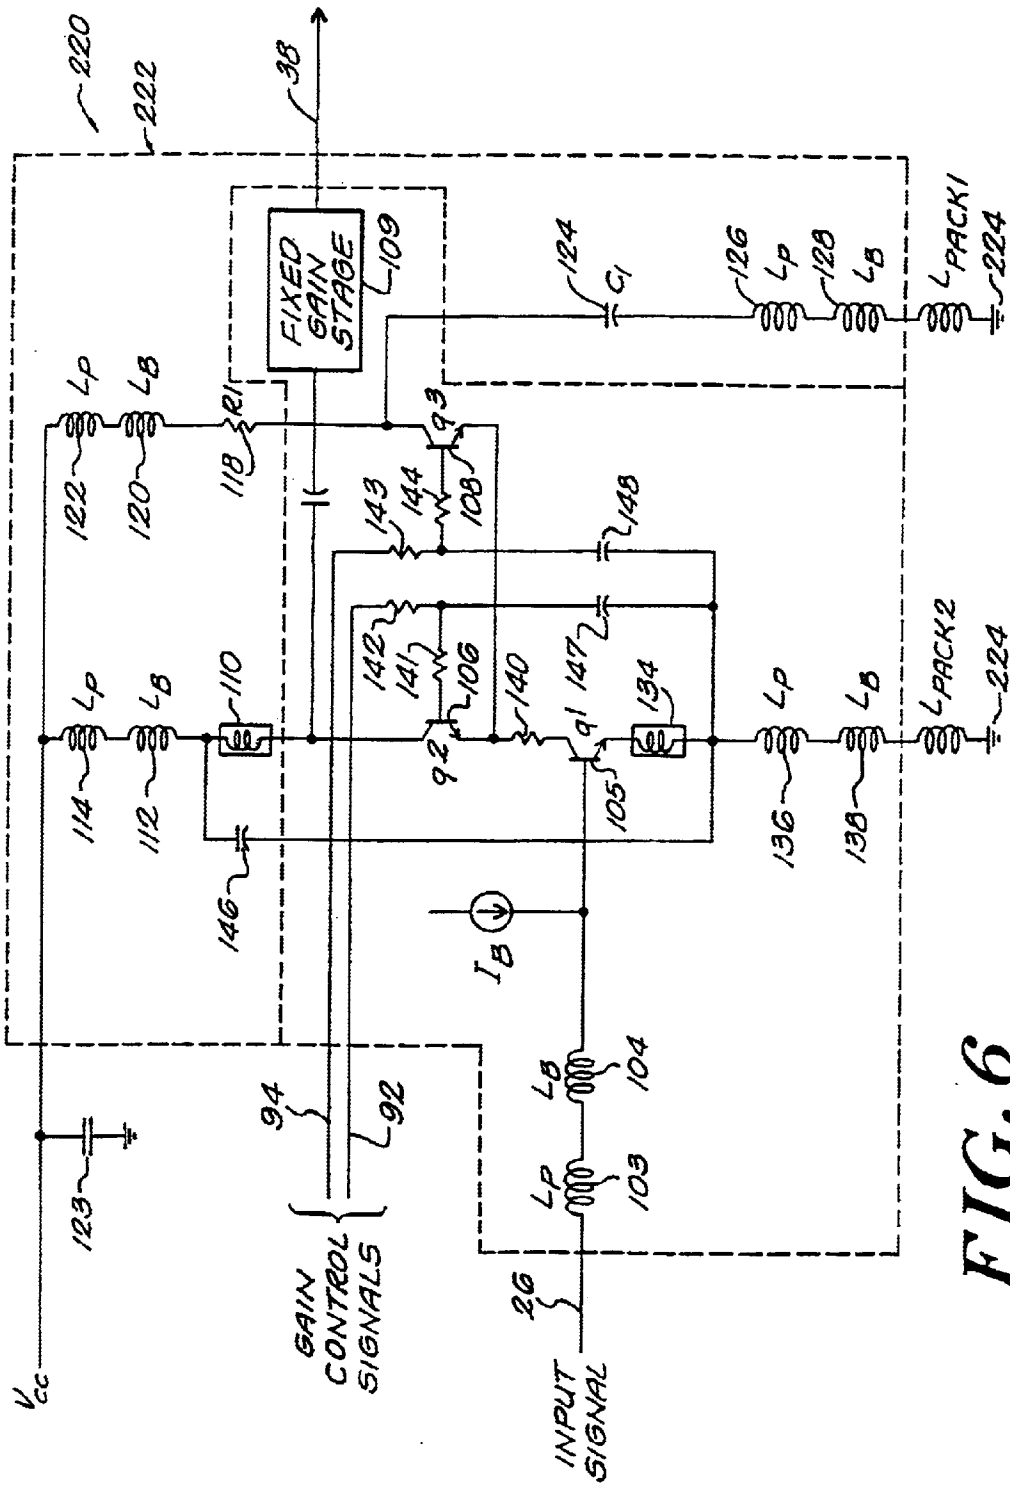 220
222
38
FIXED
GAIN
STAGE
109
122
LP
120
LB
118
R1
114
LP
112
LB
110
146
123
VCC
94
92
GAIN
CONTROL
SIGNALS
143
144
142
141
q3
108
q2
106
140
q1
105
134
147
148
124
C1
126
LP
128
LB
LPACK1
224
IB
LB
104
LP
103
26
INPUT
SIGNAL
136
LP
138
LB
LPACK2
224
FIG. 6